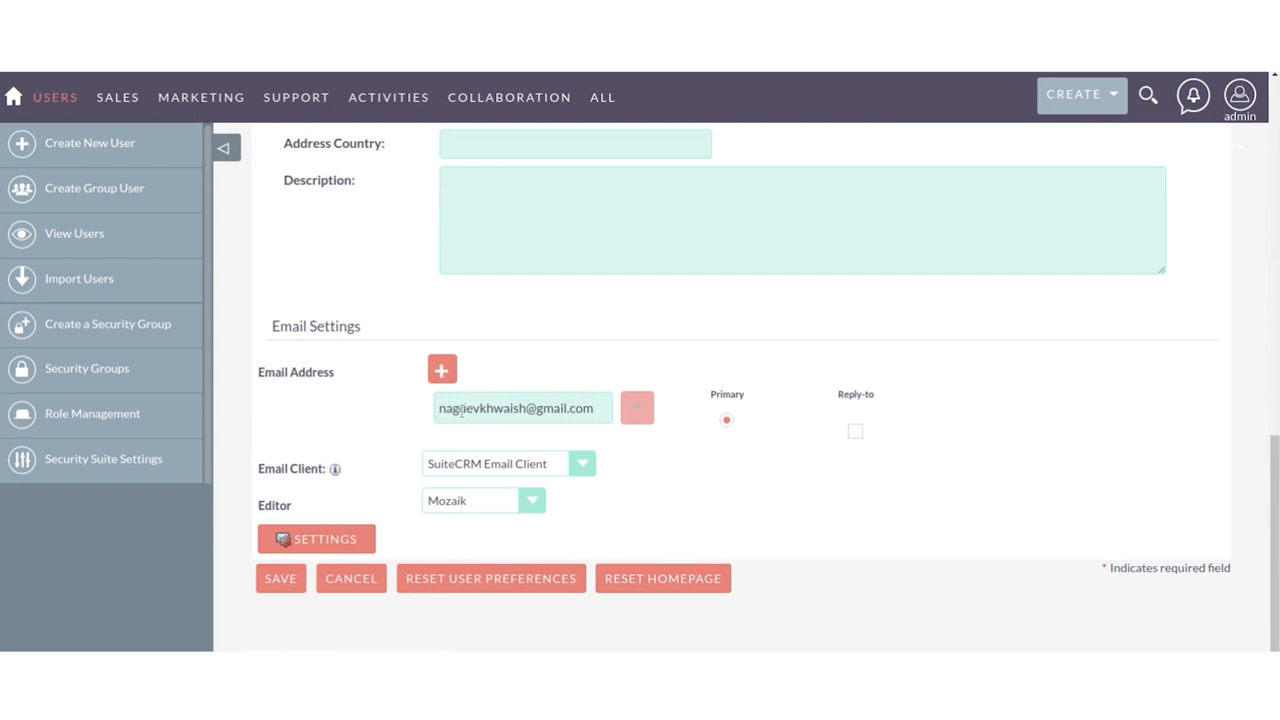 USERS SALES MARKETING SUPPORT ACTIVITIES COLLABORATION ALL CREATE
admin
Create New User
Create Group User
View Users
Import Users
Create a Security Group
Security Groups
Role Management
Security Suite Settings
Address Country:
Description:
Email Settings
Email Address
Primary Reply-to
@gmail.com
Email Client:
SuiteCRM Email Client
Editor
Mozaik
SETTINGS
SAVE CANCEL RESET USER PREFERENCES RESET HOMEPAGE
* Indicates required field